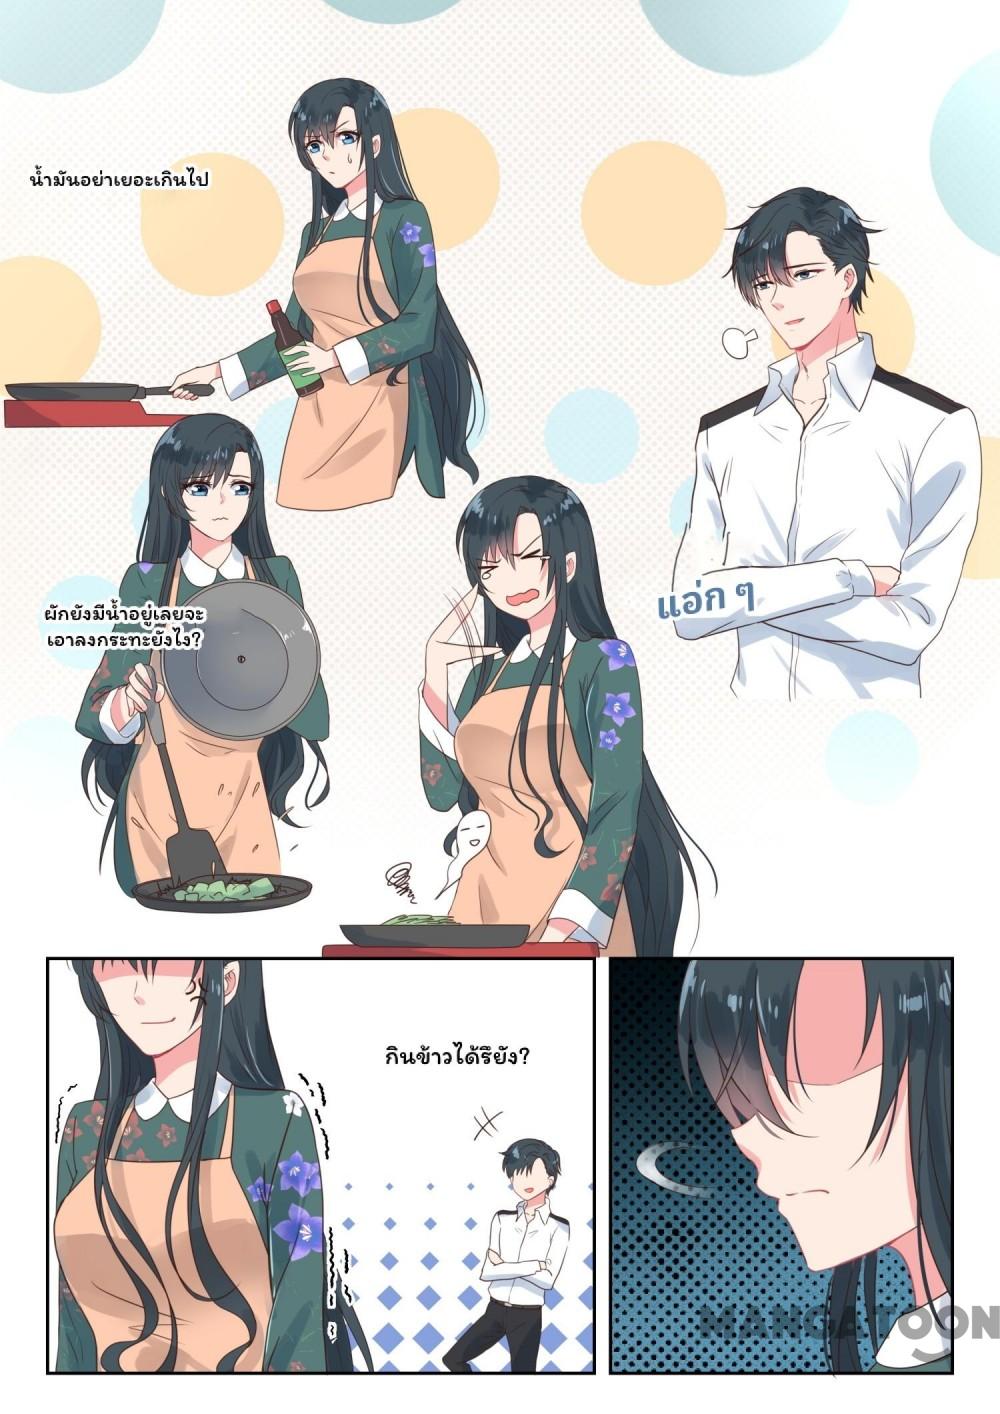 น้ำมันอย่าเยอะเกินไป
แอ่ก ๆ
ผักยังมีน้ำอยู่เลยจะ
เอาลงกระทะยังไง?
กินข้าวได้รึยัง?
MANGATOON